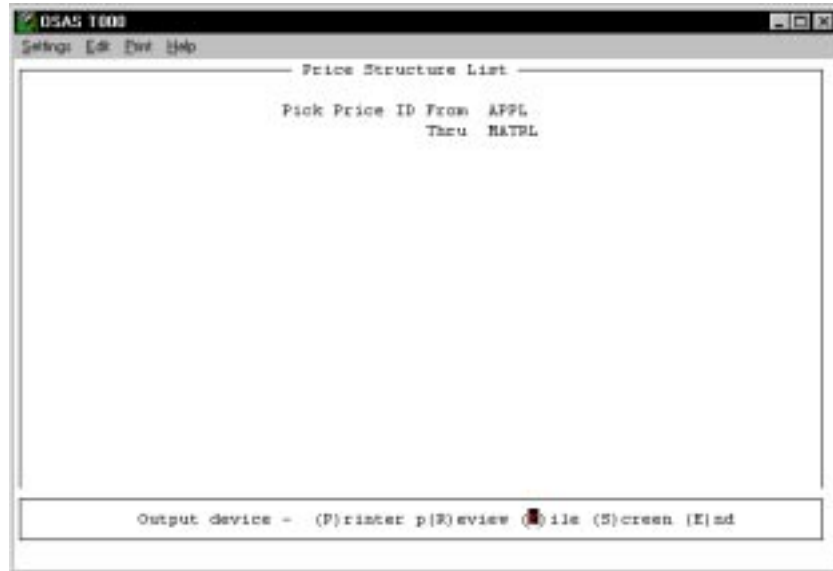 OSAS T000
Settings Edit Print Help
Price Structure List
Pick Price ID From APPL
Thru MATRL
Output device - (P)rinter p(R)eview ( )ile (S)creen (E)nd